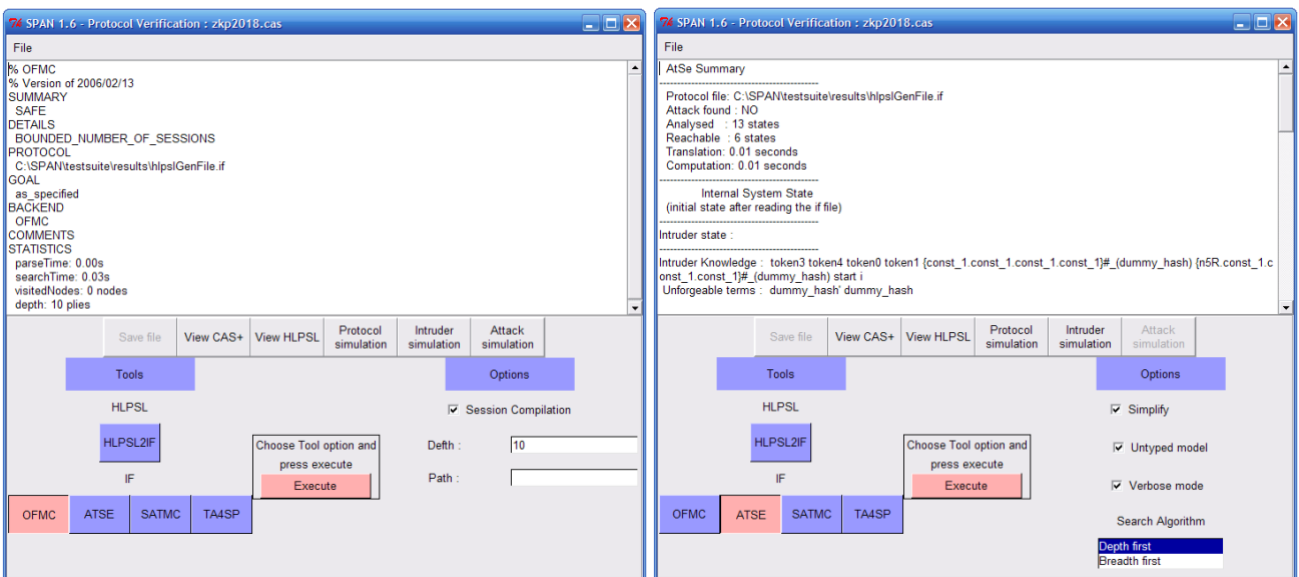 SPAN 1.6 - Protocol Verification : zkp2018.cas
File
% OFMC
% Version of 2006/02/13
SUMMARY
SAFE
DETAILS
BOUNDED_NUMBER_OF_SESSIONS
PROTOCOL
C:\SPAN\testsuite\results\hlpslGenFile.if
GOAL
as_specified
BACKEND
OFMC
COMMENTS
STATISTICS
parseTime: 0.00s
searchTime: 0.03s
visitedNodes: 0 nodes
depth: 10 plies
Save file View CAS+ View HLPSL Protocol simulation Intruder simulation Attack simulation
Tools Options
HLPSL
Session Compilation
HLPSL2IF
Choose Tool option and
press execute
Execute
Defth : 10
Path :
IF
OFMC ATSE SATMC TA4SP
SPAN 1.6 - Protocol Verification : zkp2018.cas
File
AtSe Summary
Protocol file: C:\SPAN\testsuite\results\hlpslGenFile.if
Attack found : NO
Analysed : 13 states
Reachable : 6 states
Translation: 0.01 seconds
Computation: 0.01 seconds
Internal System State
(initial state after reading the if file)
Intruder state :
Intruder Knowledge : token3 token4 token0 token1 {const_1.const_1.const_1.const_1}#_(dummy_hash) {n5R.const_1.c
onst_1.const_1}#_(dummy_hash) start i
Unforgeable terms : dummy_hash' dummy_hash
Save file View CAS+ View HLPSL Protocol simulation Intruder simulation Attack simulation
Tools Options
HLPSL
Simplify
HLPSL2IF
Choose Tool option and
press execute
Execute
Untyped model
IF
Verbose mode
OFMC ATSE SATMC TA4SP
Search Algorithm
Depth first
Breadth first